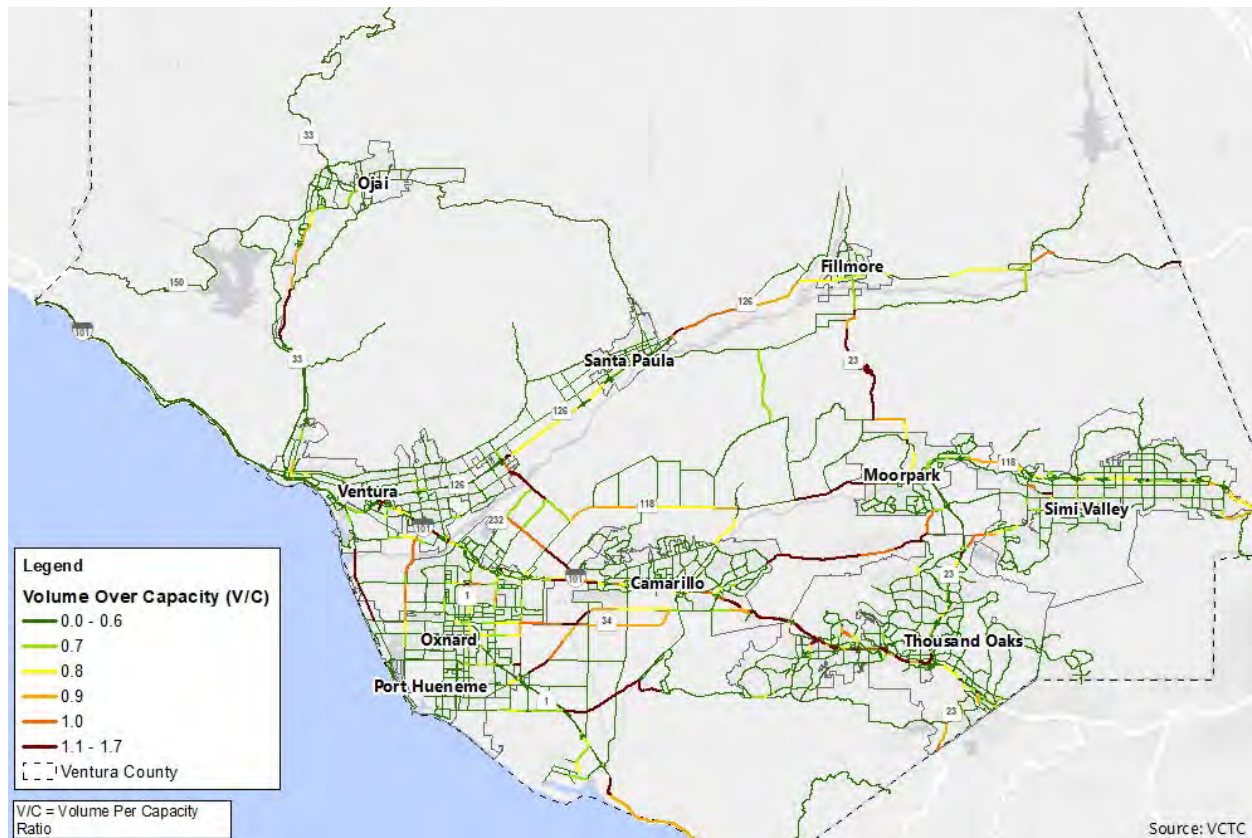 33
Ojai
150
Fillmore
126
101
Santa Paula
23
33
126
118
Moorpark
Ventura
126
Simi Valley
118
232
101
101
Camarillo
23
1
34
Oxnard
Thousand Oaks
Port Hueneme
1
23
Legend
Volume Over Capacity (V/C)
0.0 - 0.6
0.7
0.8
0.9
1.0
1.1 - 1.7
Ventura County
V/C = Volume Per Capacity
Ratio
Source: VCTC